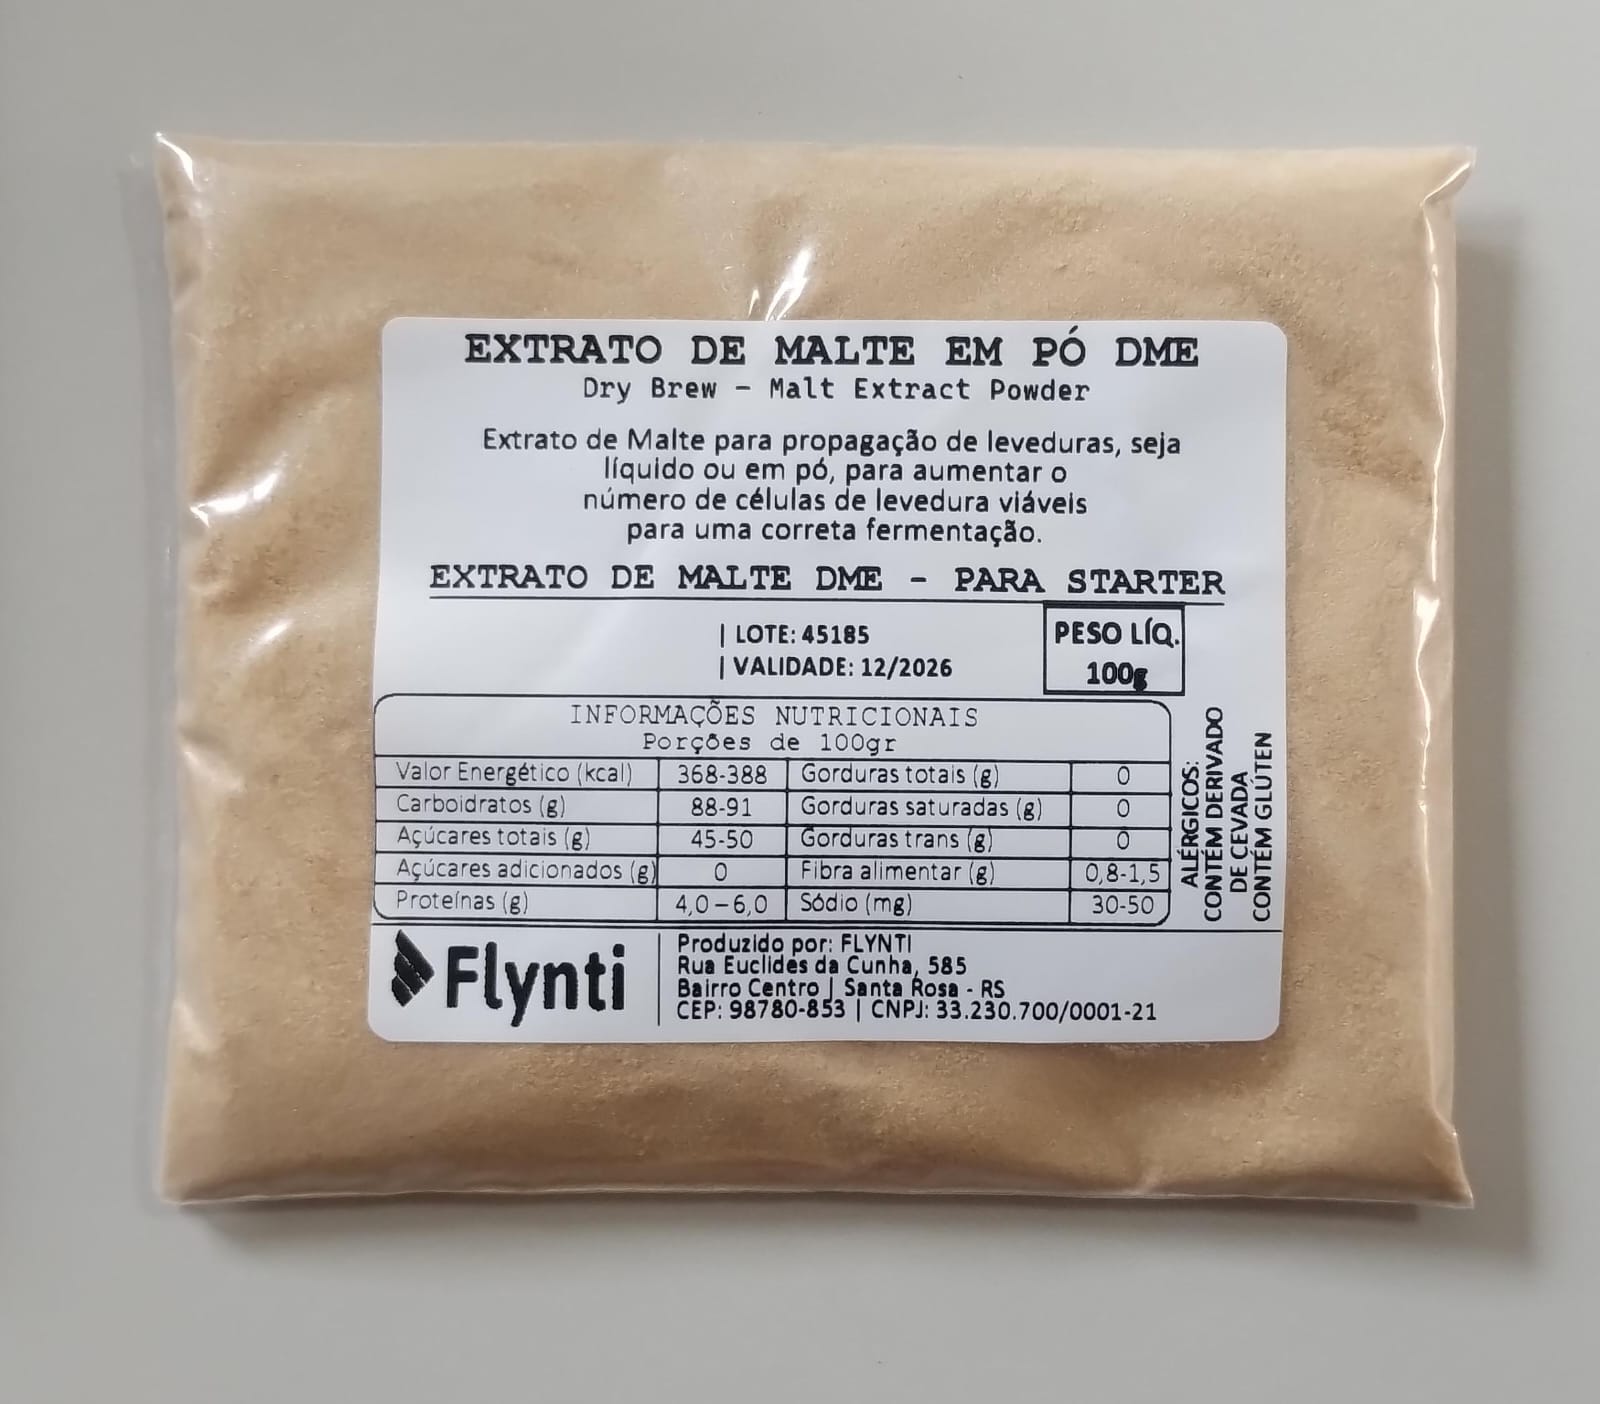 EXTRATO DE MALTE EM PÓ DME
Dry Brew – Malt Extract Powder
Extrato de Malte para propagação de leveduras, seja
líquido ou em pó, para aumentar o
número de células de levedura viáveis
para uma correta fermentação.
EXTRATO DE MALTE DME - PARA STARTER
| LOTE: 45185
| VALIDADE: 12/2026
PESO LÍQ.
100g
INFORMAÇÕES NUTRICIONAIS
Porções de 100gr
Valor Energético (kcal) 368-388 Gorduras totais (g) 0
Carboidratos (g) 88-91 Gorduras saturadas (g) 0
Açúcares totais (g) 45-50 Gorduras trans (g) 0
Açúcares adicionados (g) 0 Fibra alimentar (g) 0,8-1,5
Proteínas (g) 4,0–6,0 Sódio (mg) 30-50
ALÉRGICOS:
CONTÉM DERIVADO
DE CEVADA
CONTÉM GLÚTEN
Flynti
Produzido por: FLYNTI
Rua Euclides da Cunha, 585
Bairro Centro | Santa Rosa - RS
CEP: 98780-853 | CNPJ: 33.230.700/0001-21